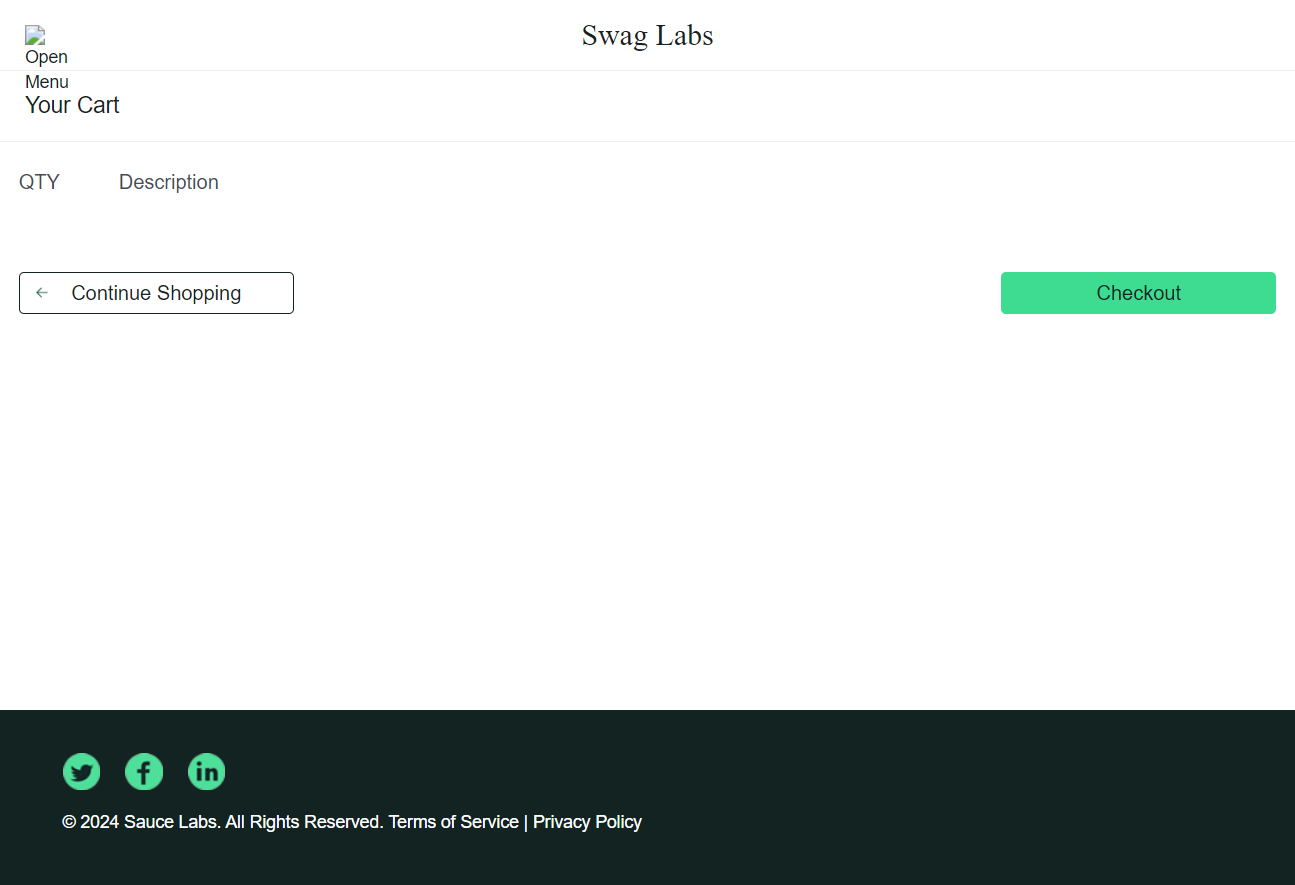 Swag Labs
Open
Menu
Your Cart
QTY Description
Continue Shopping
Checkout
© 2024 Sauce Labs. All Rights Reserved. Terms of Service | Privacy Policy